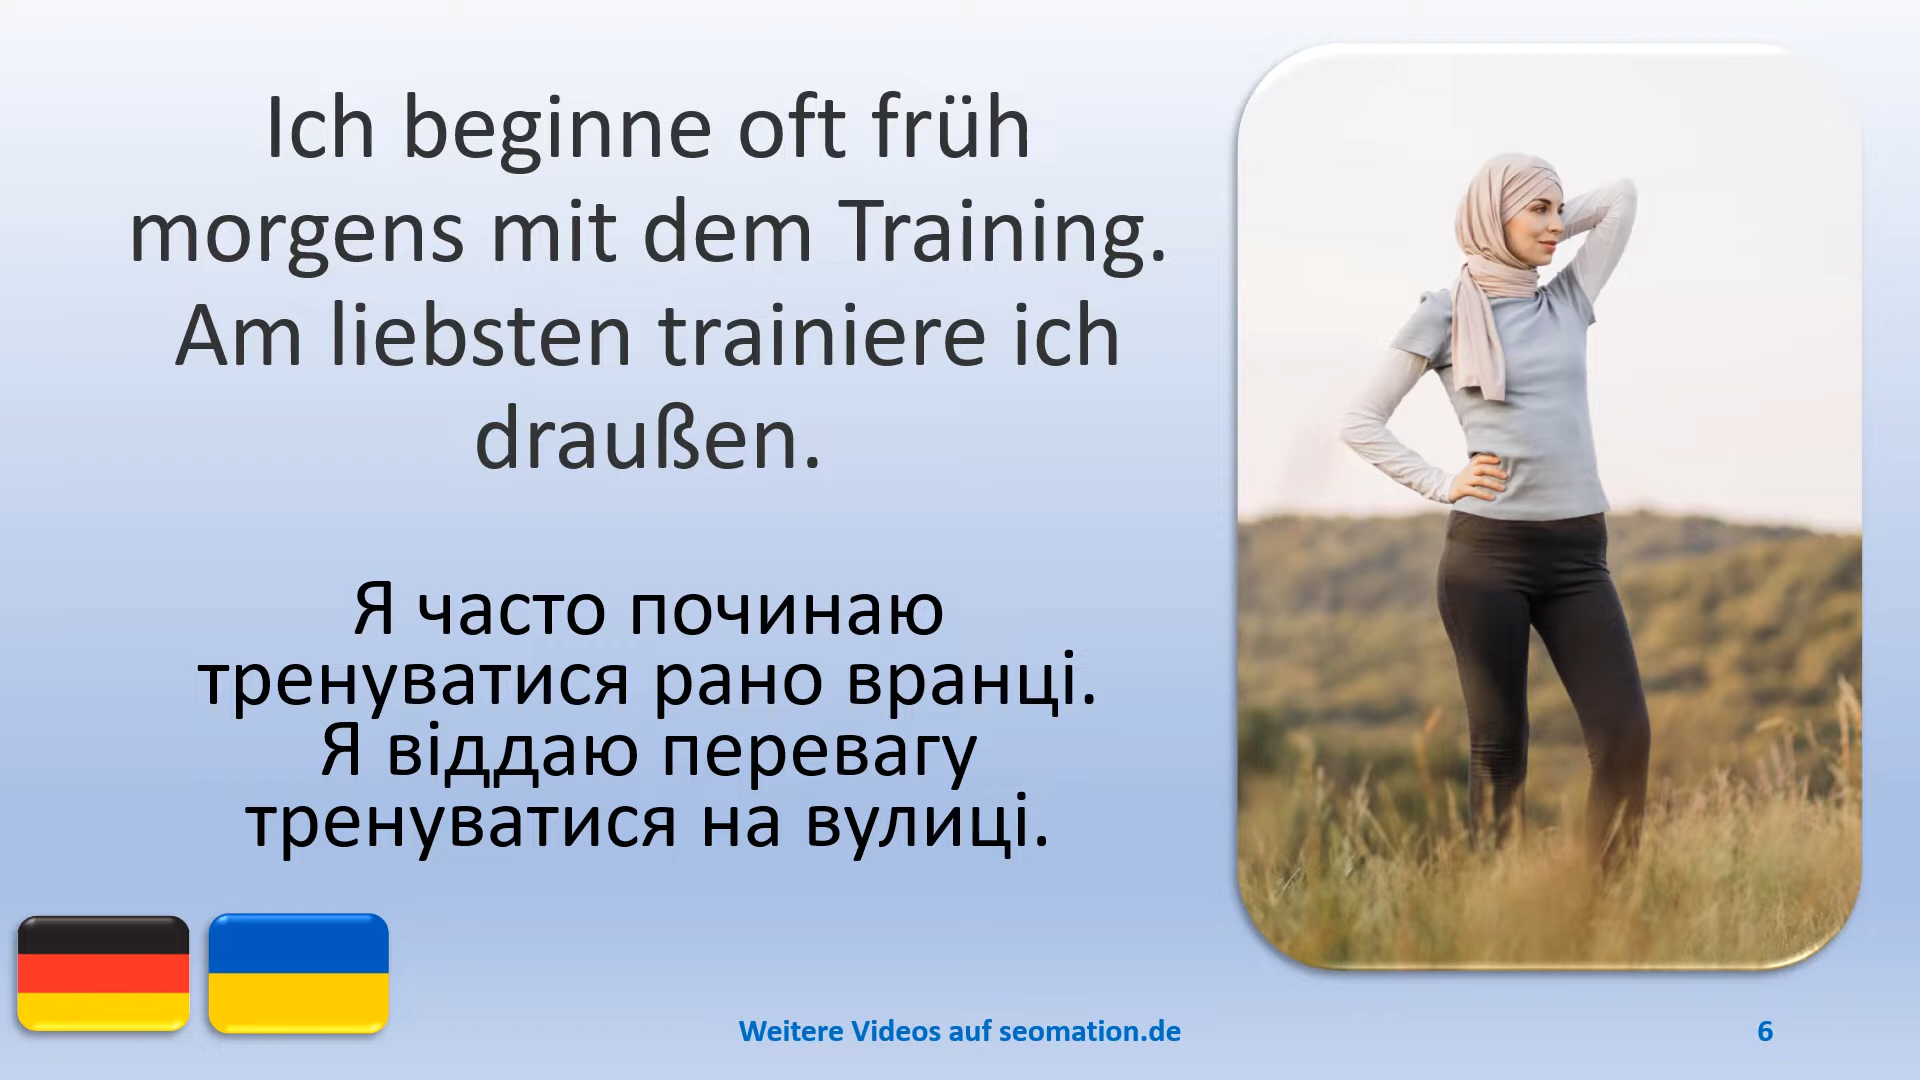 Ich beginne oft früh
morgens mit dem Training.
Am liebsten trainiere ich
draußen.
Я часто починаю
тренуватися рано вранці.
Я віддаю перевагу
тренуватися на вулиці.
Weitere Videos auf seomation.de
6